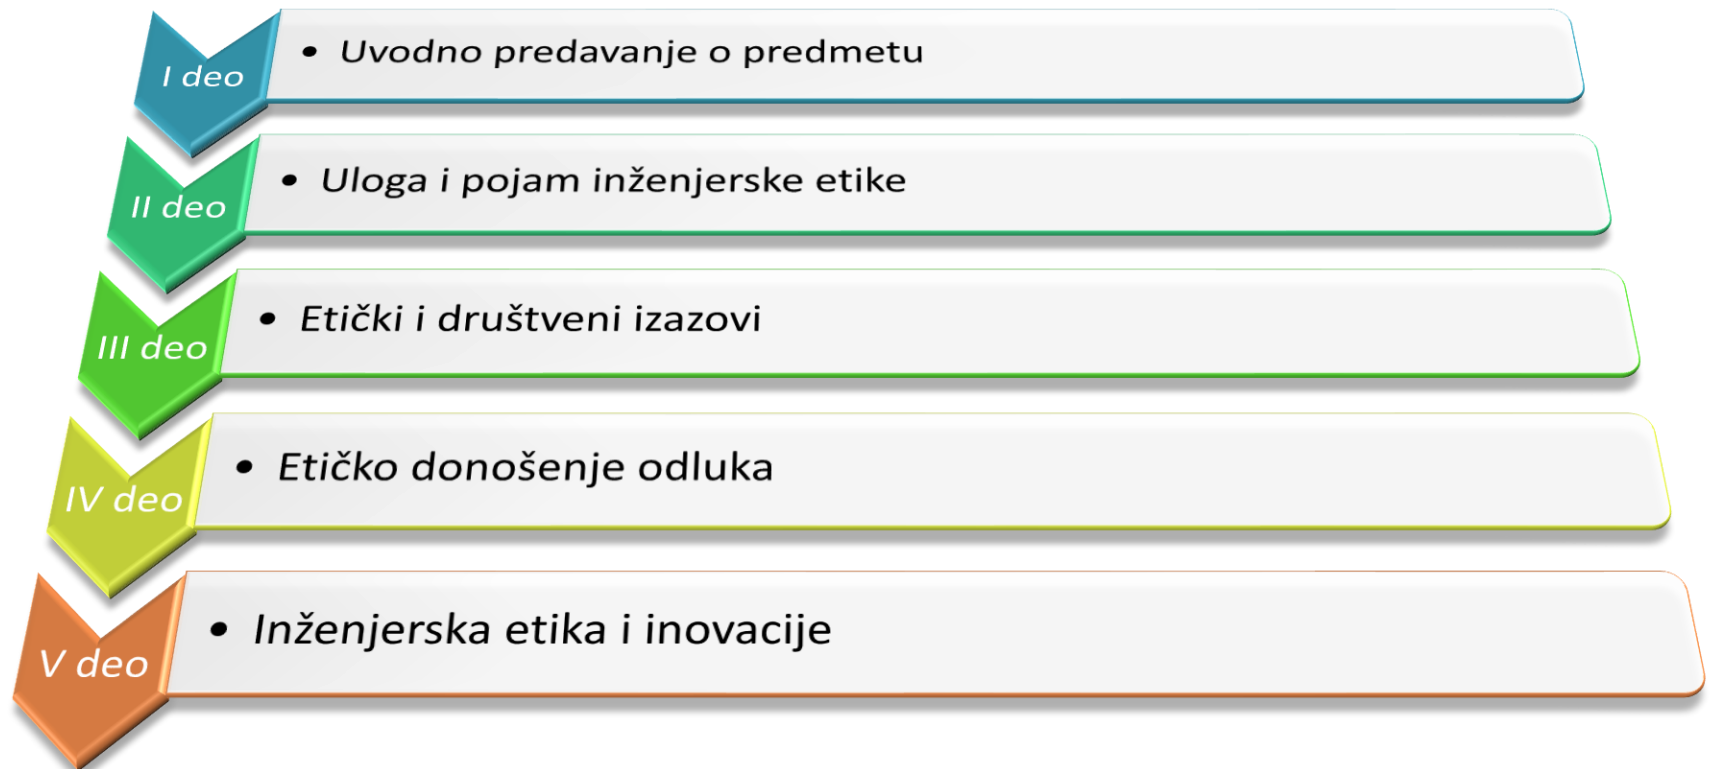 I deo
• Uvodno predavanje o predmetu
II deo
• Uloga i pojam inženjerske etike
III deo
• Etički i društveni izazovi
IV deo
• Etičko donošenje odluka
V deo
• Inženjerska etika i inovacije